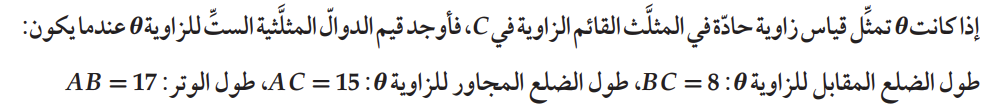 إذا كانت θ تمثِّل قياس زاوية حادّة في المثلَّث القائم الزاوية في C، فأوجد قيم الدوالّ المثلَّثية الستِّ للزاوية θ عندما يكون:
طول الضلع المقابل للزاوية θ: BC = 8، طول الضلع المجاور للزاوية θ: AC = 15، طول الوتر: AB = 17